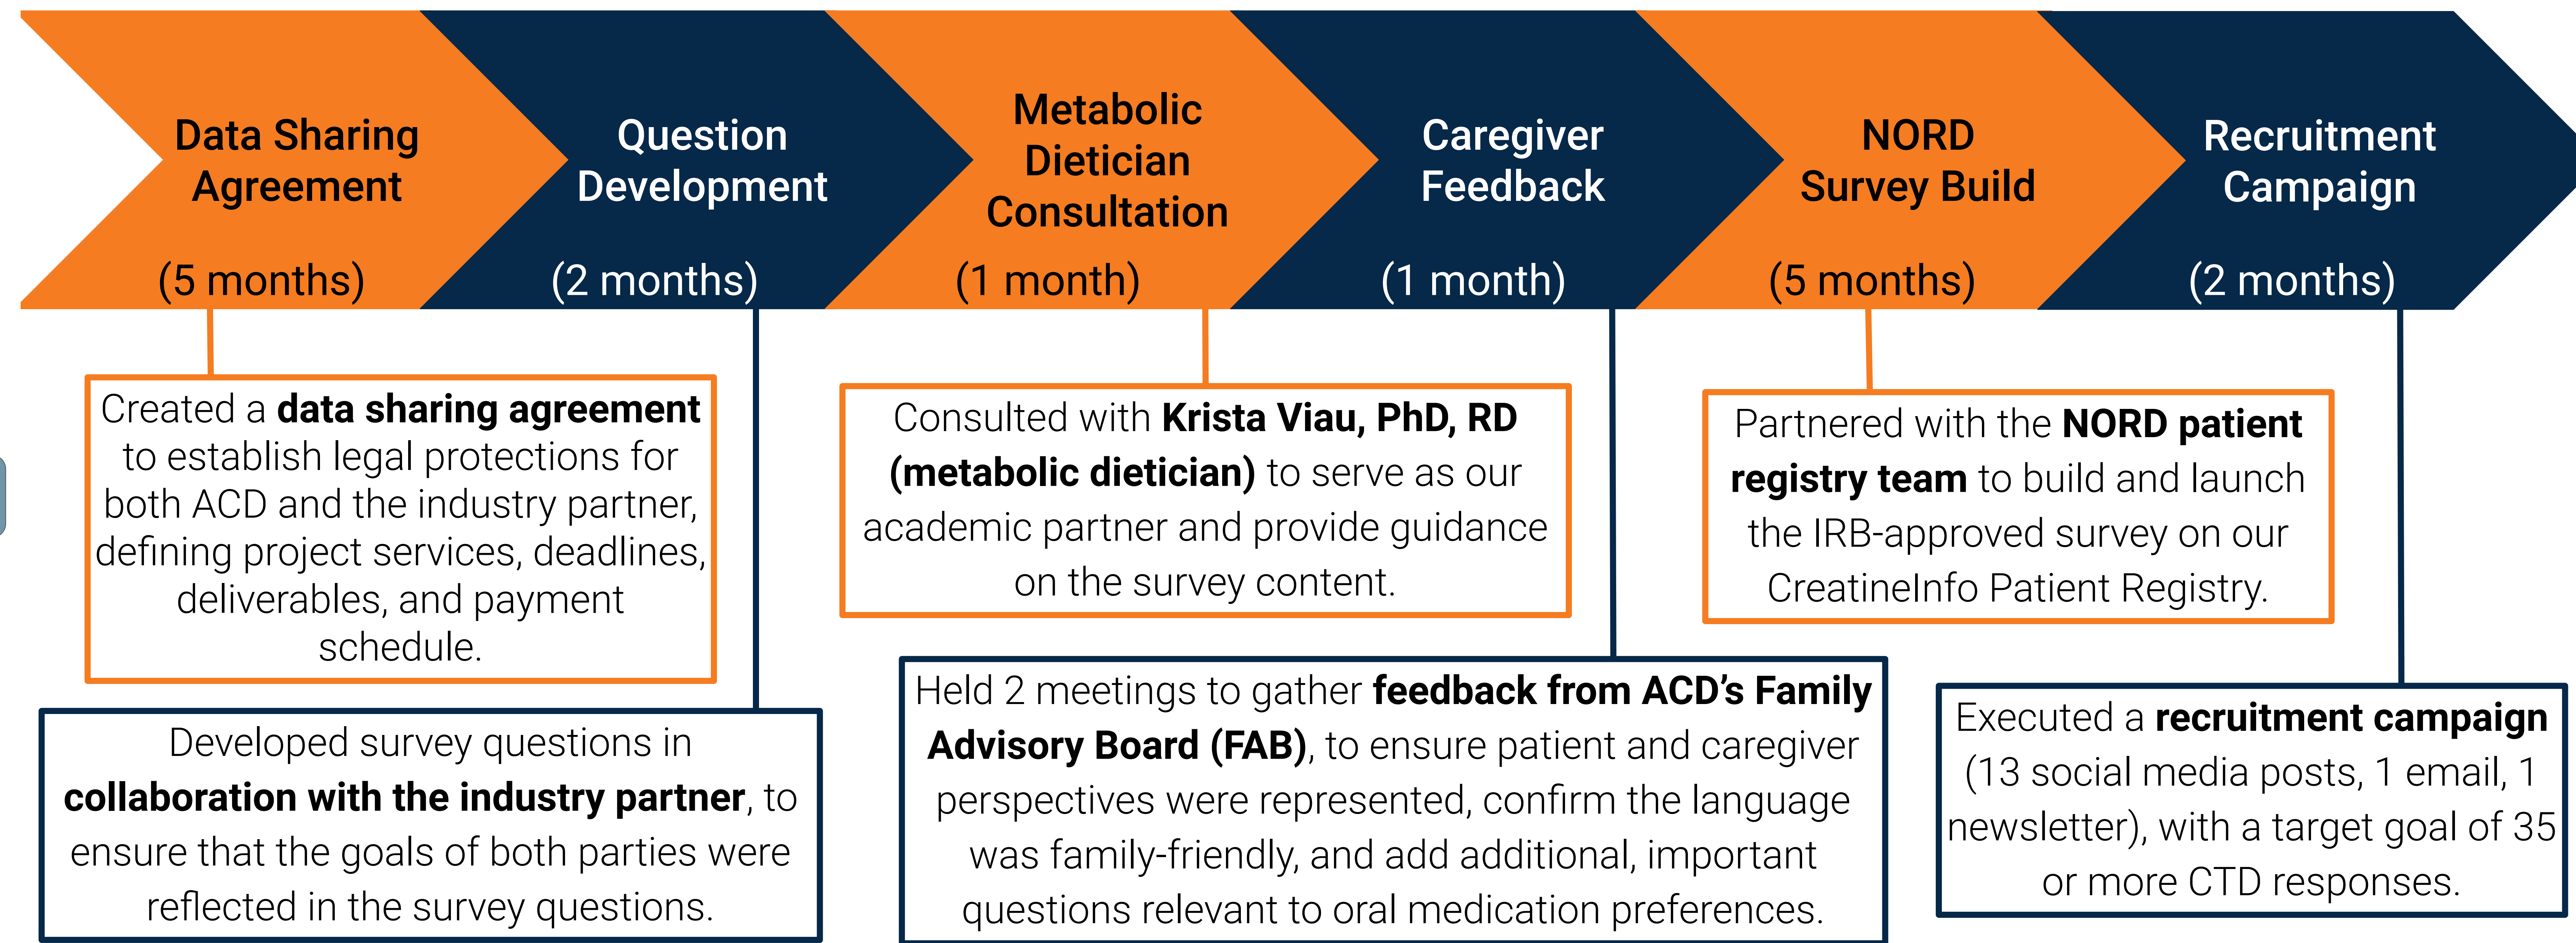 Data Sharing
Agreement
(5 months)
Question
Development
(2 months)
Metabolic
Dietician
Consultation
(1 month)
Caregiver
Feedback
(1 month)
NORD
Survey Build
(5 months)
Recruitment
Campaign
(2 months)
Created a data sharing agreement
to establish legal protections for
both ACD and the industry partner,
defining project services, deadlines,
deliverables, and payment
schedule.
Developed survey questions in
collaboration with the industry partner, to
ensure that the goals of both parties were
reflected in the survey questions.
Consulted with Krista Viau, PhD, RD
(metabolic dietician) to serve as our
academic partner and provide guidance
on the survey content.
Held 2 meetings to gather feedback from ACD’s Family
Advisory Board (FAB), to ensure patient and caregiver
perspectives were represented, confirm the language
was family-friendly, and add additional, important
questions relevant to oral medication preferences.
Partnered with the NORD patient
registry team to build and launch
the IRB-approved survey on our
CreatineInfo Patient Registry.
Executed a recruitment campaign
(13 social media posts, 1 email, 1
newsletter), with a target goal of 35
or more CTD responses.